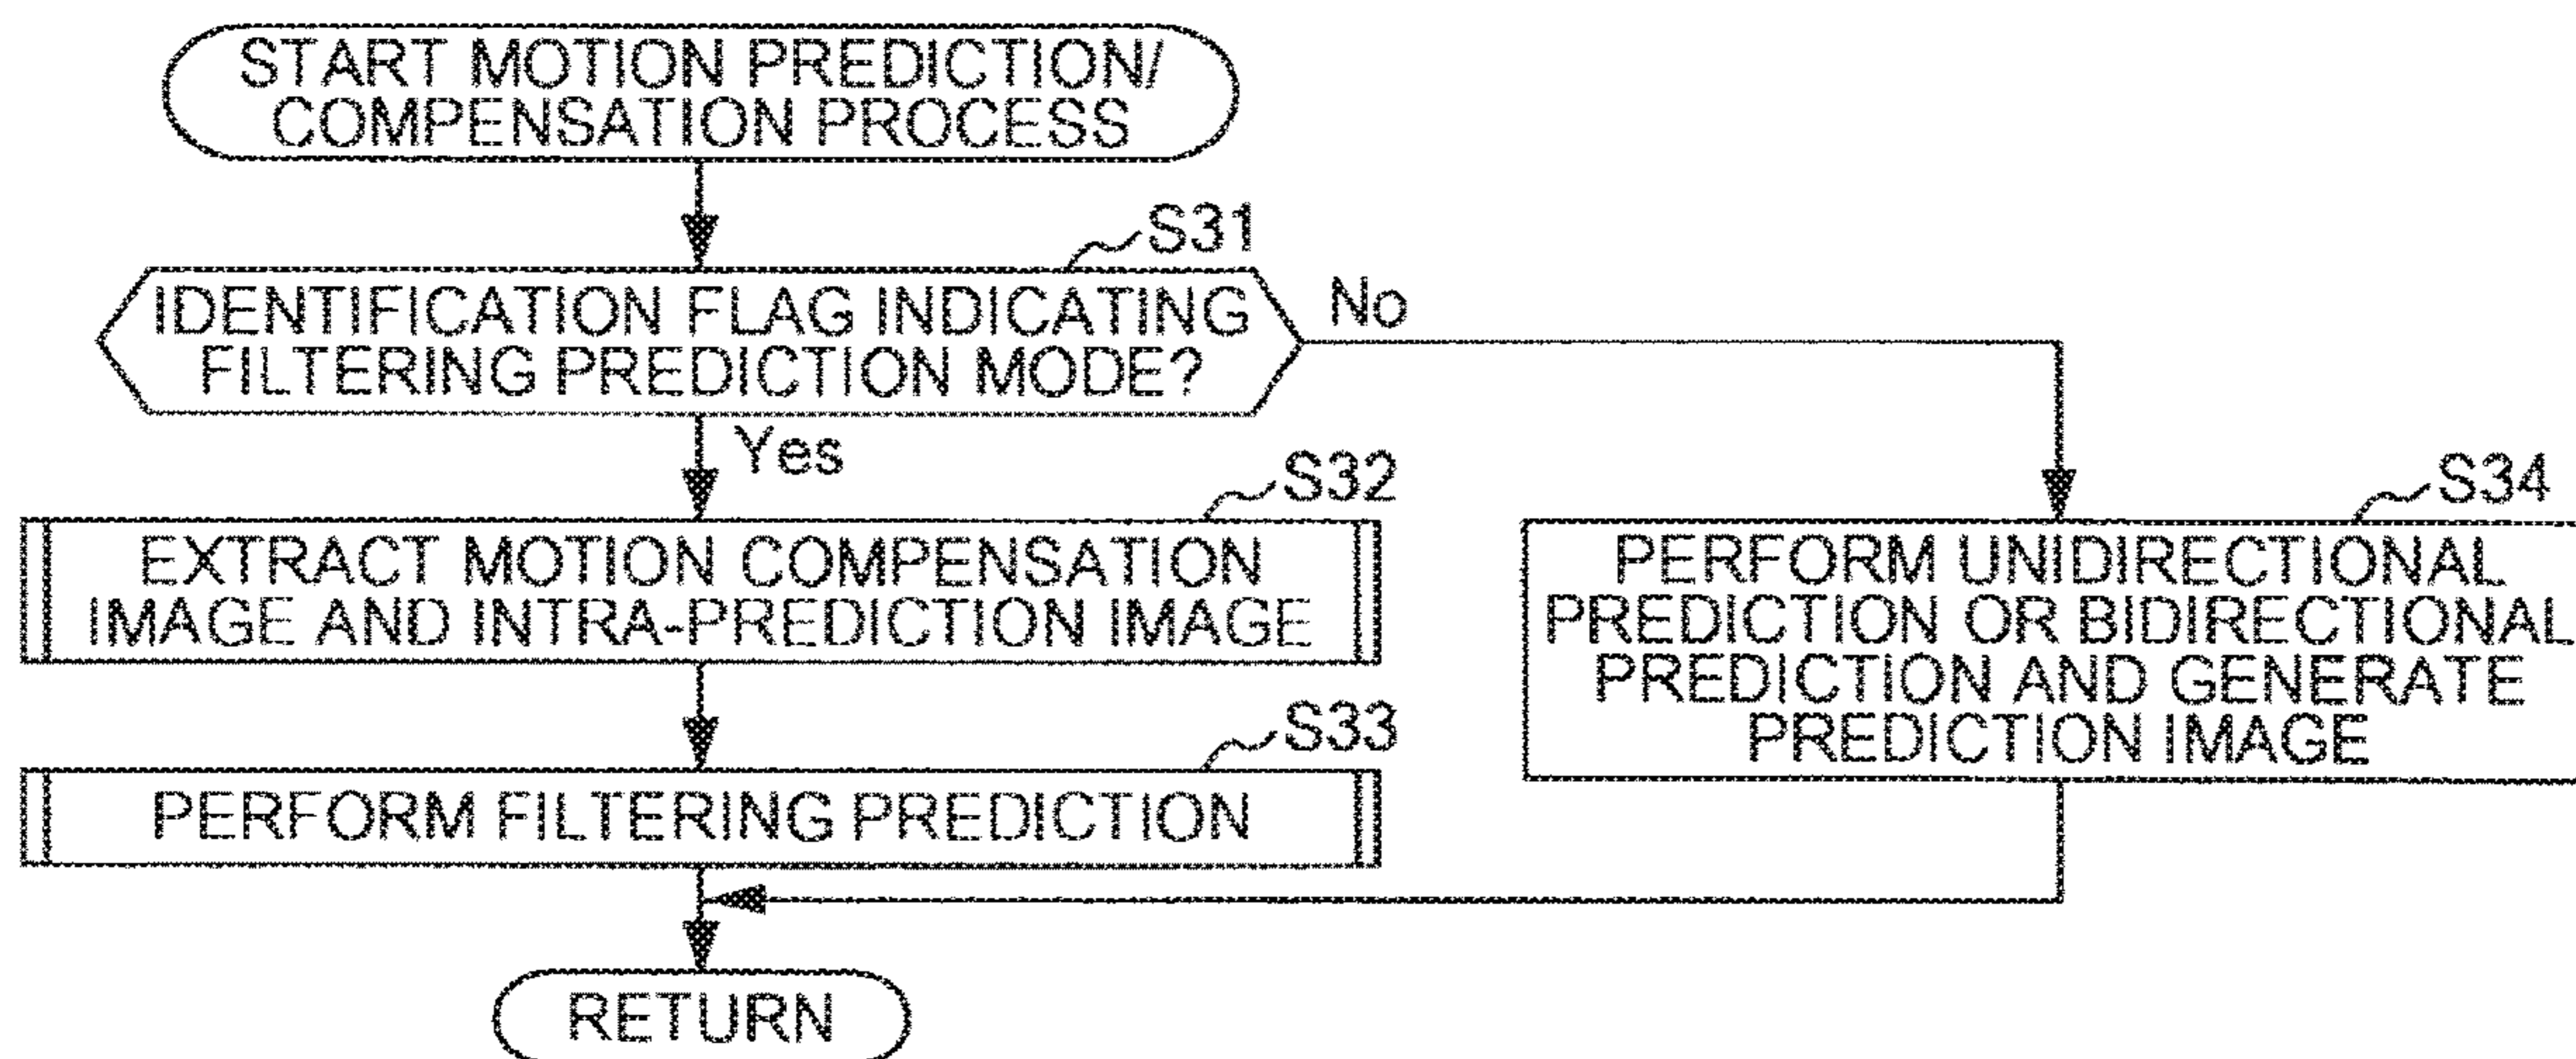 START MOTION PREDICTION/
COMPENSATION PROCESS
S31
IDENTIFICATION FLAG INDICATING
FILTERING PREDICTION MODE?
No
Yes
S32
EXTRACT MOTION COMPENSATION
IMAGE AND INTRA-PREDICTION IMAGE
S33
PERFORM FILTERING PREDICTION
S34
PERFORM UNIDIRECTIONAL
PREDICTION OR BIDIRECTIONAL
PREDICTION AND GENERATE
PREDICTION IMAGE
RETURN